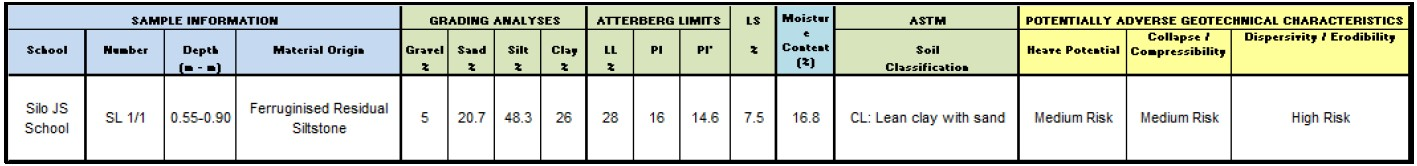 SAMPLE INFORMATION GRADING ANALYSES ATTERBERG LIMITS LS Moistur ASTM POTENTIALLY ADVERSE GEOTECHNICAL CHARACTERISTICS
School Number Depth Material Origin Gravel Sand Silt Clay LL PI PI' % e Content Soil Heave Potential Collapse / Dispersivity / Erodibility
(m - m) % % % % % (%) Classification Compressibility
Silo JS SL 1/1 0.55-0.90 Ferruginised Residual 5 20.7 48.3 26 28 16 14.6 7.5 16.8 CL: Lean clay with sand Medium Risk Medium Risk High Risk
School Siltstone